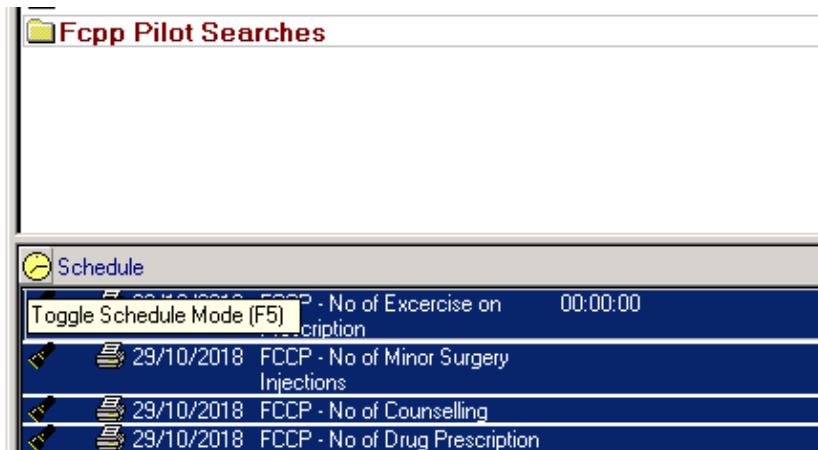 Fcpp Pilot Searches
Schedule
FCCP - No of Excercise on 00:00:00
Toggle Schedule Mode (F5)
29/10/2018 FCCP - No of Minor Surgery
Injections
29/10/2018 FCCP - No of Counselling
29/10/2018 FCCP - No of Drug Prescription